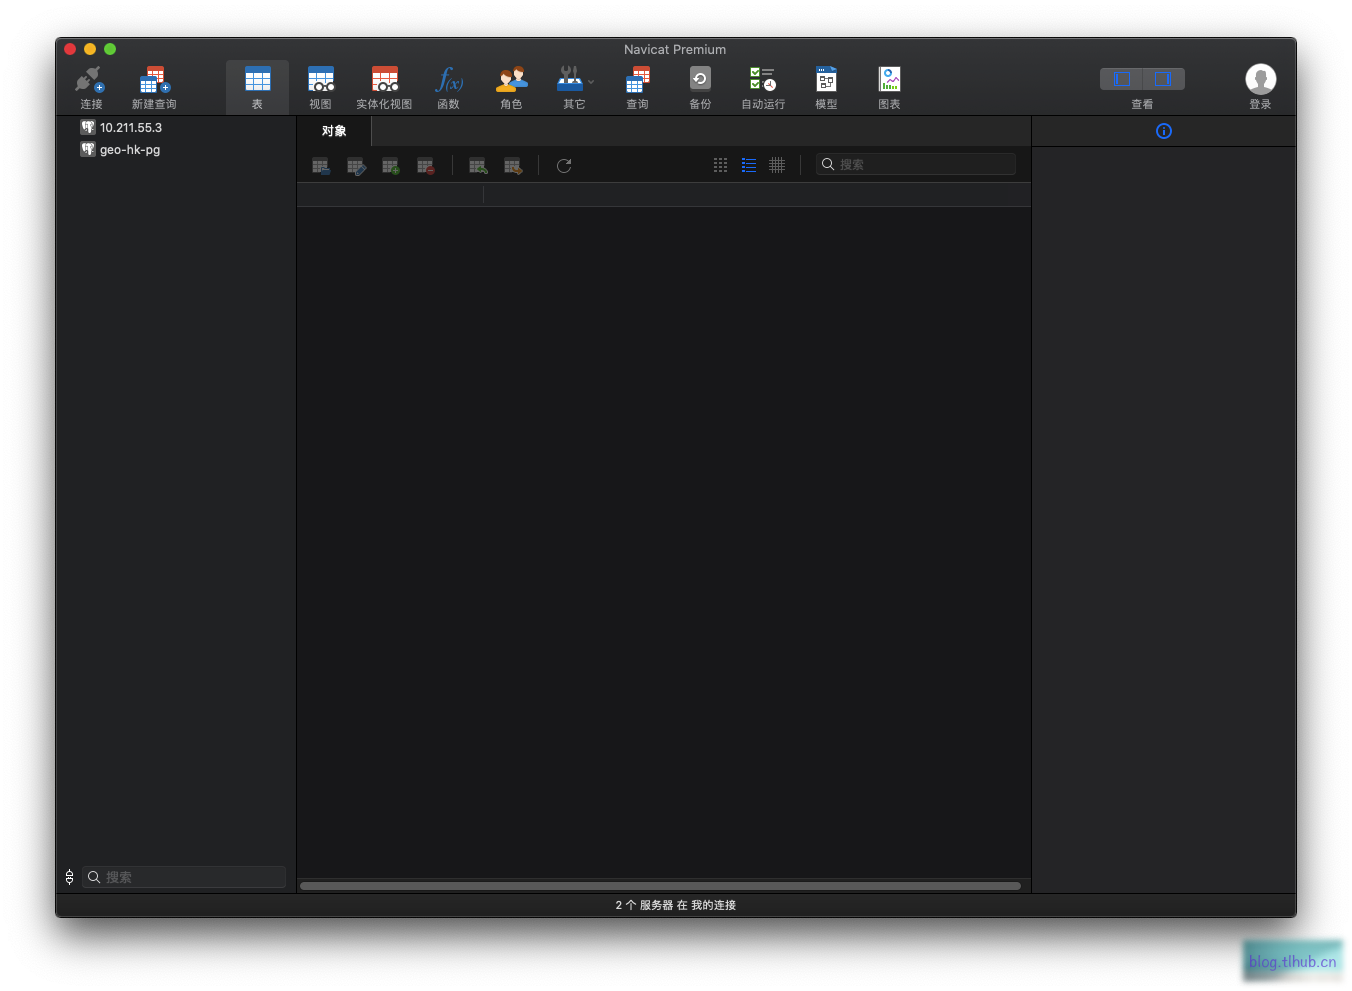 Navicat Premium
连接 新建查询 表 视图 实体化视图 函数 角色 其它 查询 备份 自动运行 模型 图表 查看 登录
f(x)
10.211.55.3
geo-hk-pg
对象
搜索
搜索
2 个 服务器 在 我的连接
blog.tlhub.cn